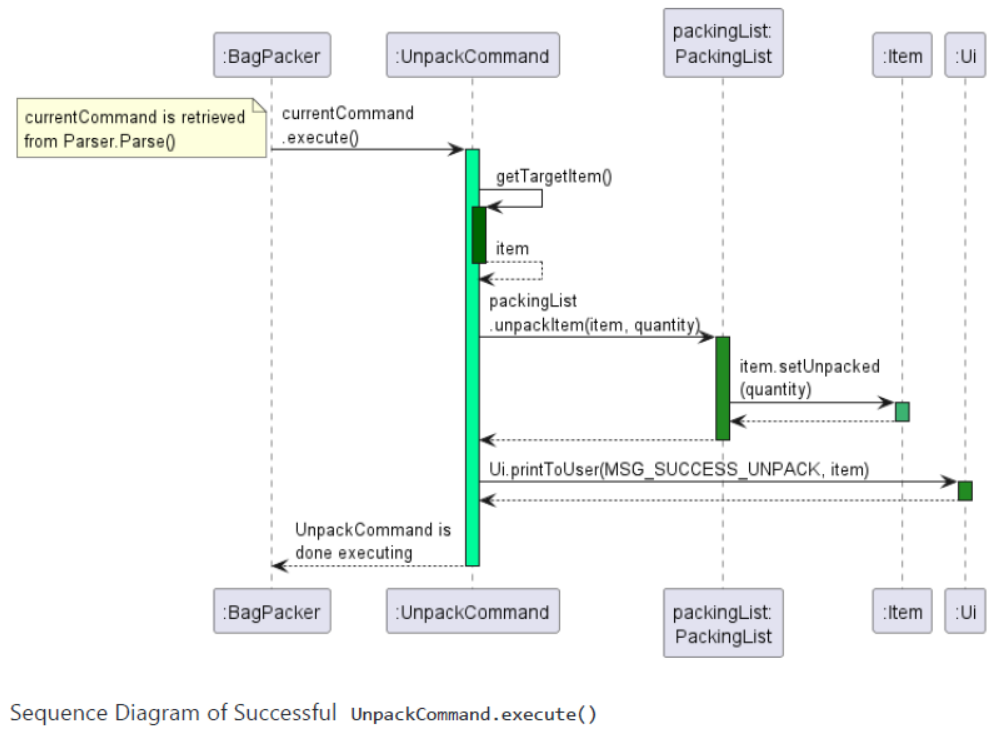 packingList:
:BagPacker
:UnpackCommand
PackingList
:Item
:Ui
currentCommand is retrieved
from Parser.Parse()
currentCommand
.execute()
getTargetItem()
item
packingList
.unpackItem(item, quantity)
item.setUnpacked
(quantity)
Ui.printToUser(MSG_SUCCESS_UNPACK, item)
UnpackCommand is
done executing
:BagPacker
:UnpackCommand
packingList:
PackingList
:Item
:Ui
Sequence Diagram of Successful UnpackCommand.execute()